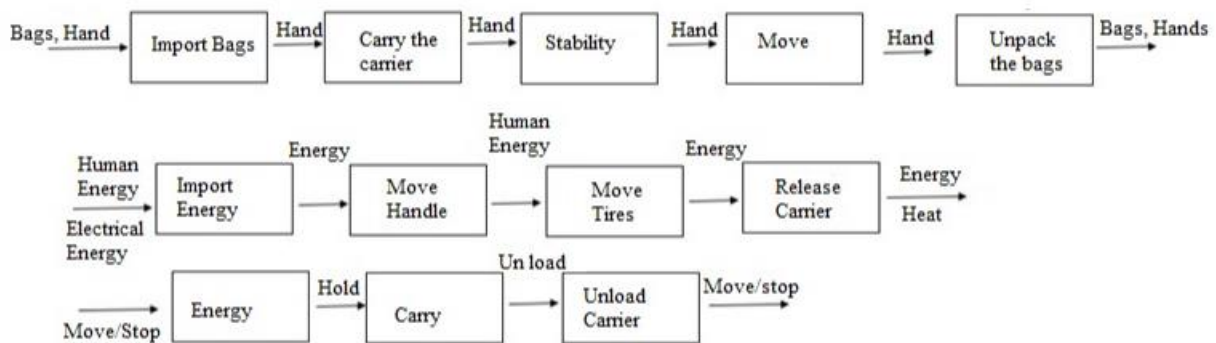 Bags, Hand
Import Bags
Hand
Carry the
carrier
Hand
Stability
Hand
Move
Hand
Unpack
the bags
Bags, Hands
Human
Energy
Electrical
Energy
Import
Energy
Energy
Move
Handle
Human
Energy
Move
Tires
Energy
Release
Carrier
Energy
Heat
Move/Stop
Energy
Hold
Carry
Un load
Unload
Carrier
Move/stop